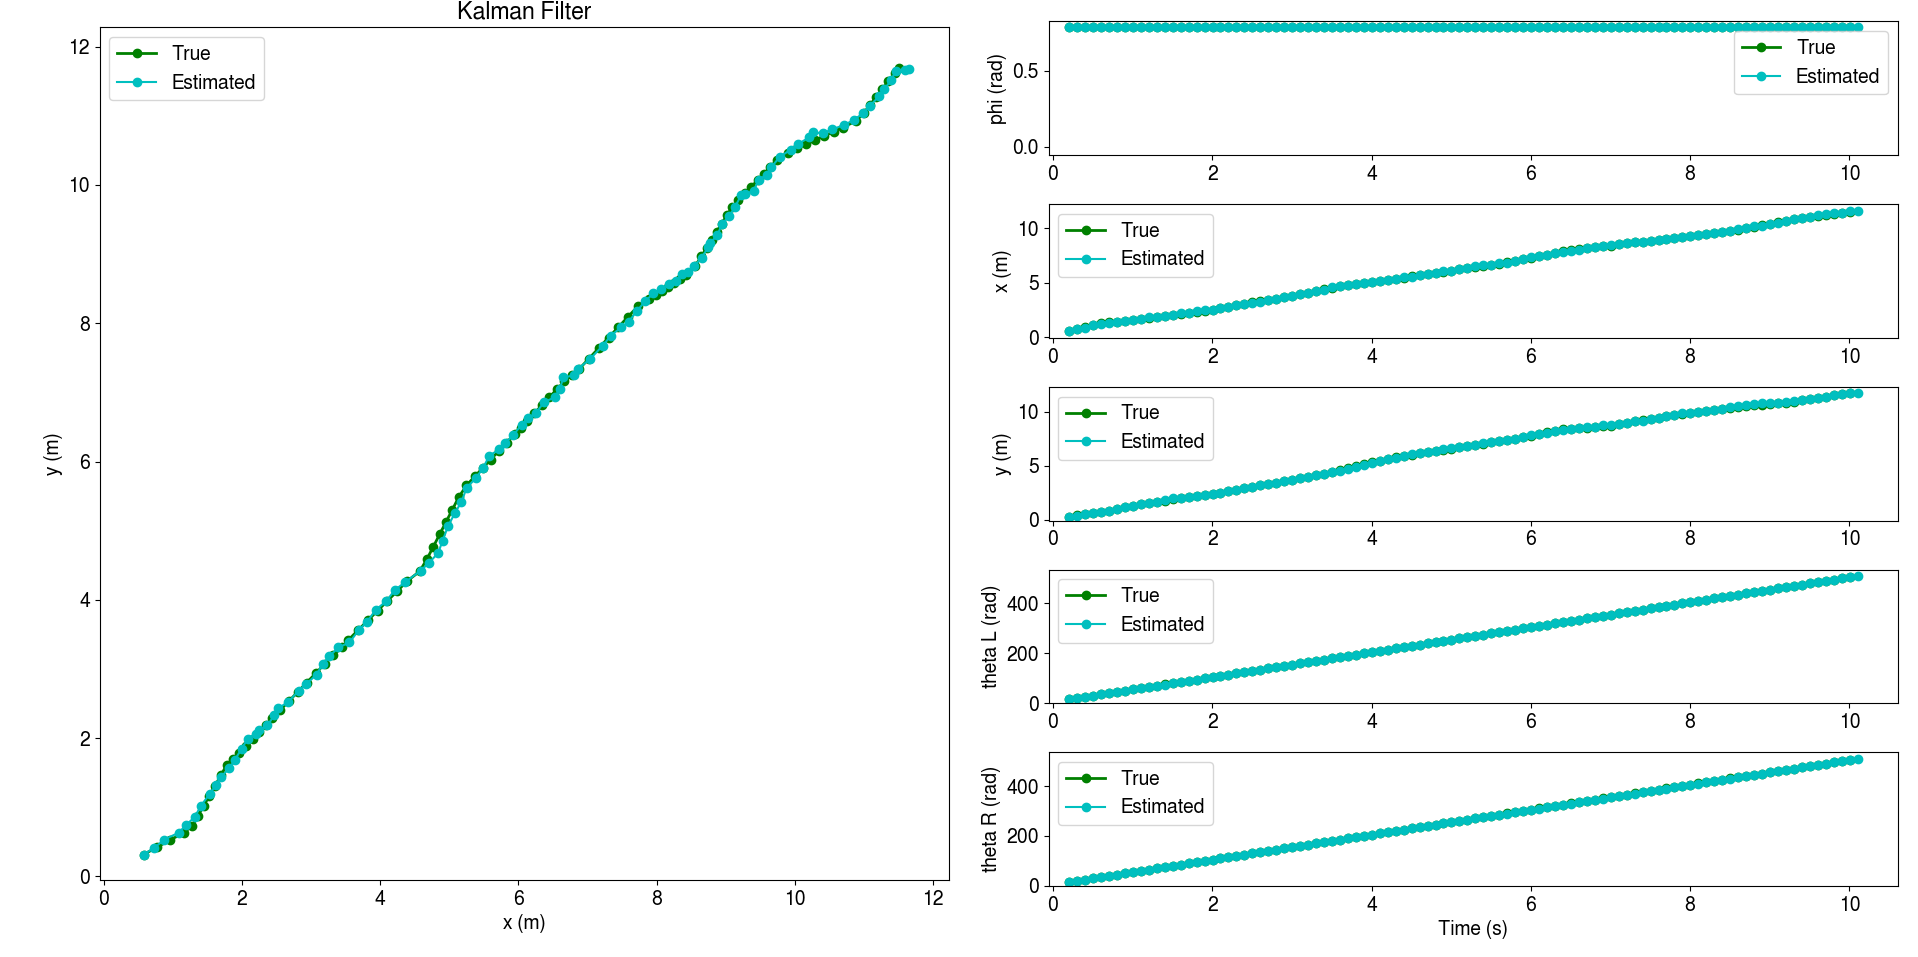 Kalman Filter
True
Estimated
12
10
8
6
4
2
0
y (m)
0 2 4 6 8 10 12
x (m)
phi (rad)
0.5
0.0
True
Estimated
0 2 4 6 8 10
x (m)
10
5
0
True
Estimated
0 2 4 6 8 10
y (m)
10
5
0
True
Estimated
0 2 4 6 8 10
theta L (rad)
400
200
0
True
Estimated
0 2 4 6 8 10
theta R (rad)
400
200
0
True
Estimated
0 2 4 6 8 10
Time (s)